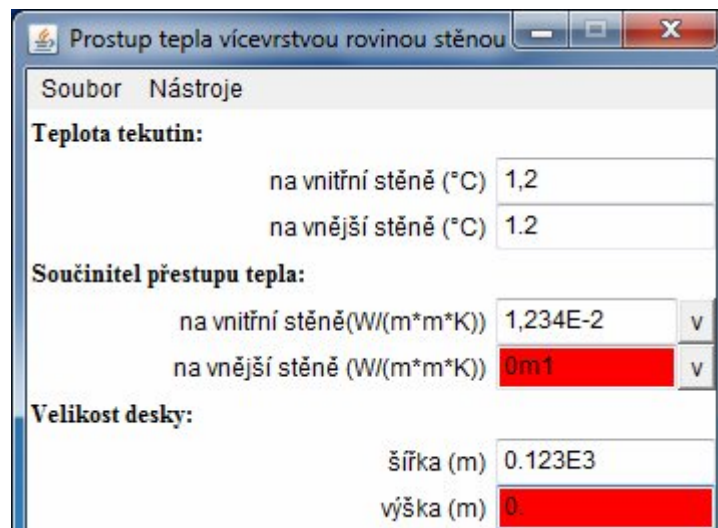 Prostup tepla vícevrstvou rovinou stěnou
Soubor Nástroje
Teplota tekutin:
na vnitřní stěně (°C) 1,2
na vnější stěně (°C) 1.2
Součinitel přestupu tepla:
na vnitřní stěně(W/(m*m*K)) 1,234E-2 v
na vnější stěně (W/(m*m*K)) 0m1 v
Velikost desky:
šířka (m) 0.123E3
výška (m) 0.